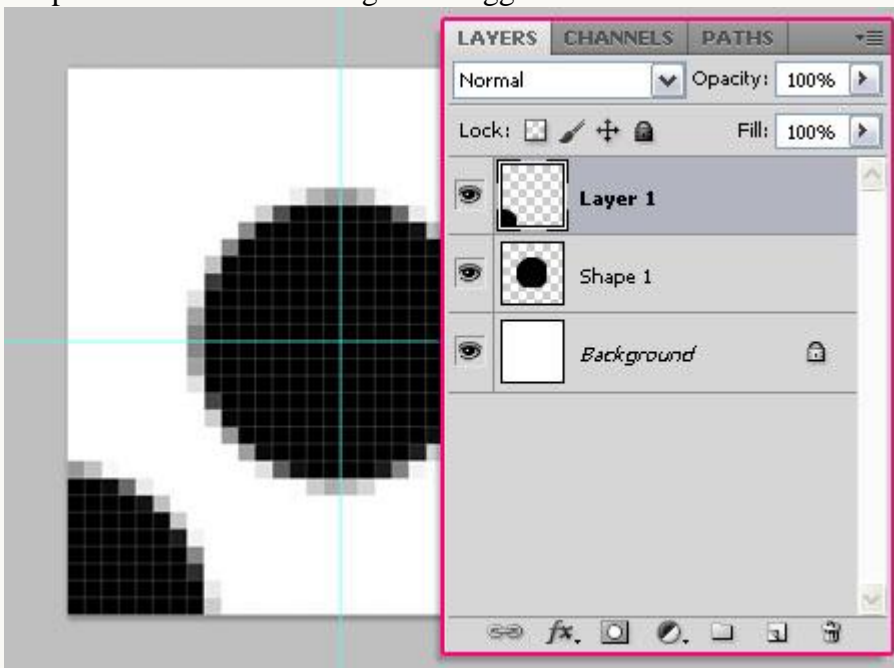 LAYERS CHANNELS PATHS
Normal Opacity: 100%
Lock: Fill: 100%
Layer 1
Shape 1
Background